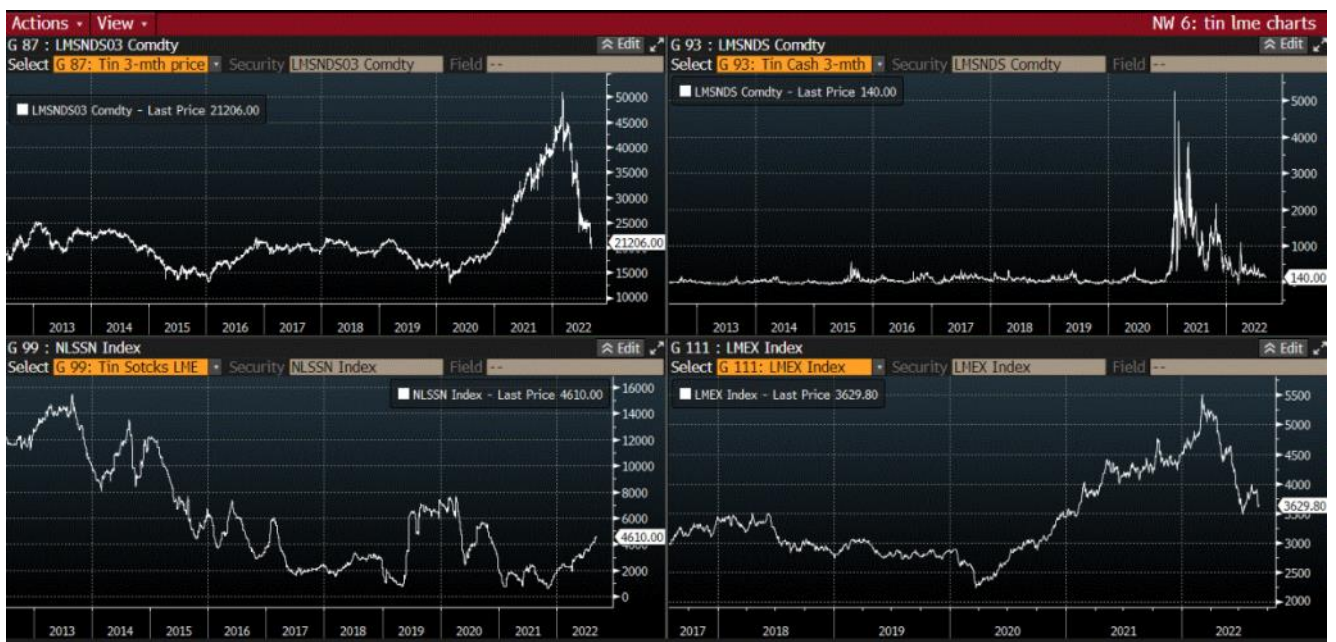 Actions View NW 6: tin lme charts
G 87 : LMSNDS03 Comdty Edit
Select G 87: Tin 3-mth price Security LMSNDS03 Comdty Field --
LMSNDS03 Comdty - Last Price 21206.00
50000
45000
40000
35000
30000
25000
21206.00
15000
10000
2013 2014 2015 2016 2017 2018 2019 2020 2021 2022
G 93 : LMSNDS Comdty Edit
Select G 93: Tin Cash 3-mth Security LMSNDS Comdty Field --
LMSNDS Comdty - Last Price 140.00
5000
4000
3000
2000
1000
140.00
2013 2014 2015 2016 2017 2018 2019 2020 2021 2022
G 99 : NLSSN Index Edit
Select G 99: Tin Sotcks LME Security NLSSN Index Field --
NLSSN Index - Last Price 4610.00
16000
14000
12000
10000
8000
6000
4610.00
2000
0
2013 2014 2015 2016 2017 2018 2019 2020 2021 2022
G 111 : LMEX Index Edit
Select G 111: LMEX Index Security LMEX Index Field --
LMEX Index - Last Price 3629.80
5500
5000
4500
4000
3629.80
3000
2500
2000
2017 2018 2019 2020 2021 2022